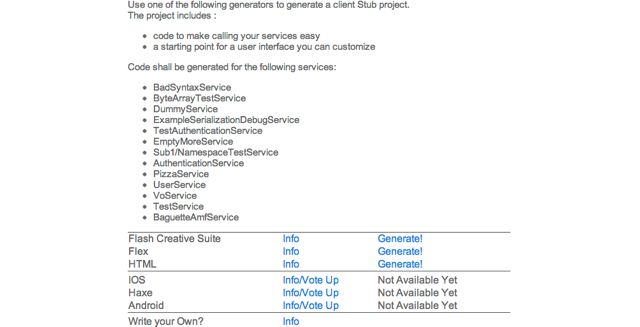 Use one of the following generators to generate a client Stub project.
The project includes :
• code to make calling your services easy
• a starting point for a user interface you can customize
Code shall be generated for the following services:
• BadSyntaxService
• ByteArrayTestService
• DummyService
• ExampleSerializationDebugService
• TestAuthenticationService
• EmptyMoreService
• Sub1/NamespaceTestService
• AuthenticationService
• PizzaService
• UserService
• VoService
• TestService
• BaguetteAmfService
Flash Creative Suite Info Generate!
Flex Info Generate!
HTML Info Generate!
IOS Info/Vote Up Not Available Yet
Haxe Info/Vote Up Not Available Yet
Android Info/Vote Up Not Available Yet
Write your Own? Info